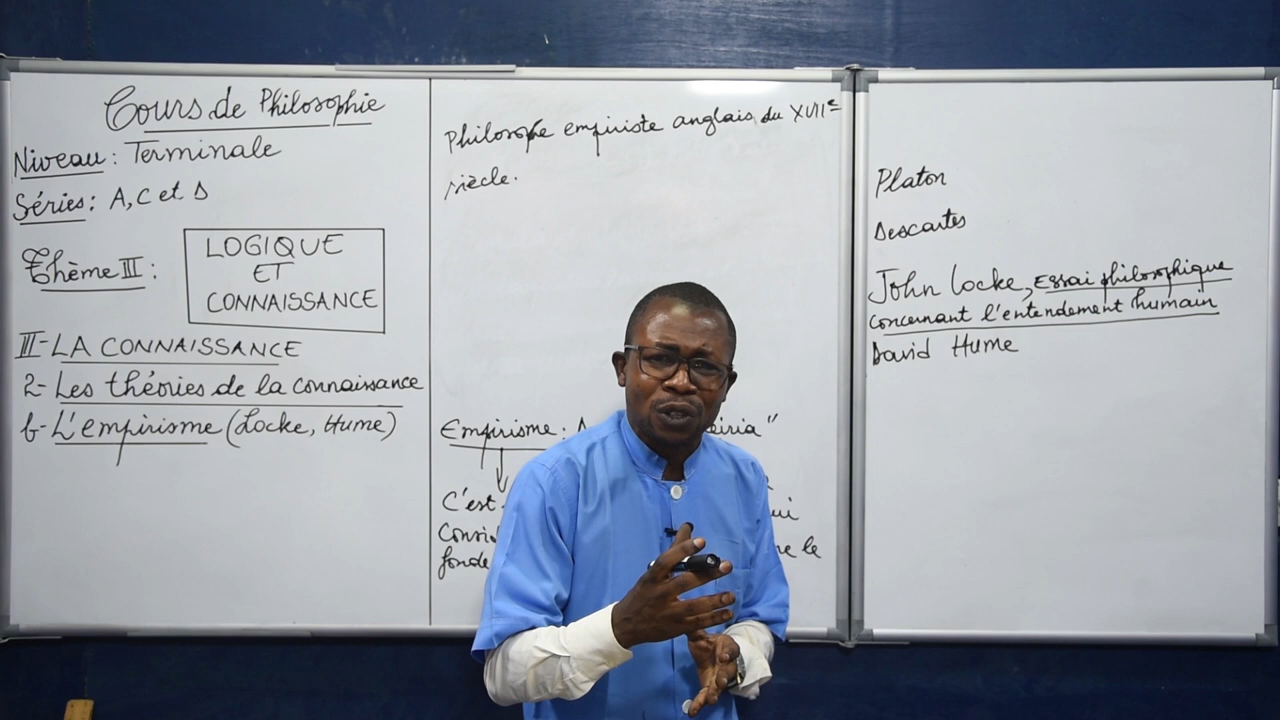 Cours de Philosophie
Niveau : Terminale
Séries : A, C et D
Thème III :
LOGIQUE
ET
CONNAISSANCE
II- LA CONNAISSANCE
2- Les théories de la connaissance
b- L'empirisme (Locke, Hume)
Philosophe empiriste anglais du XVIIe
siècle.
Empirisme :
C'est
le
Platon
Descartes
John Locke, Essai philosophique
concernant l'entendement humain
David Hume